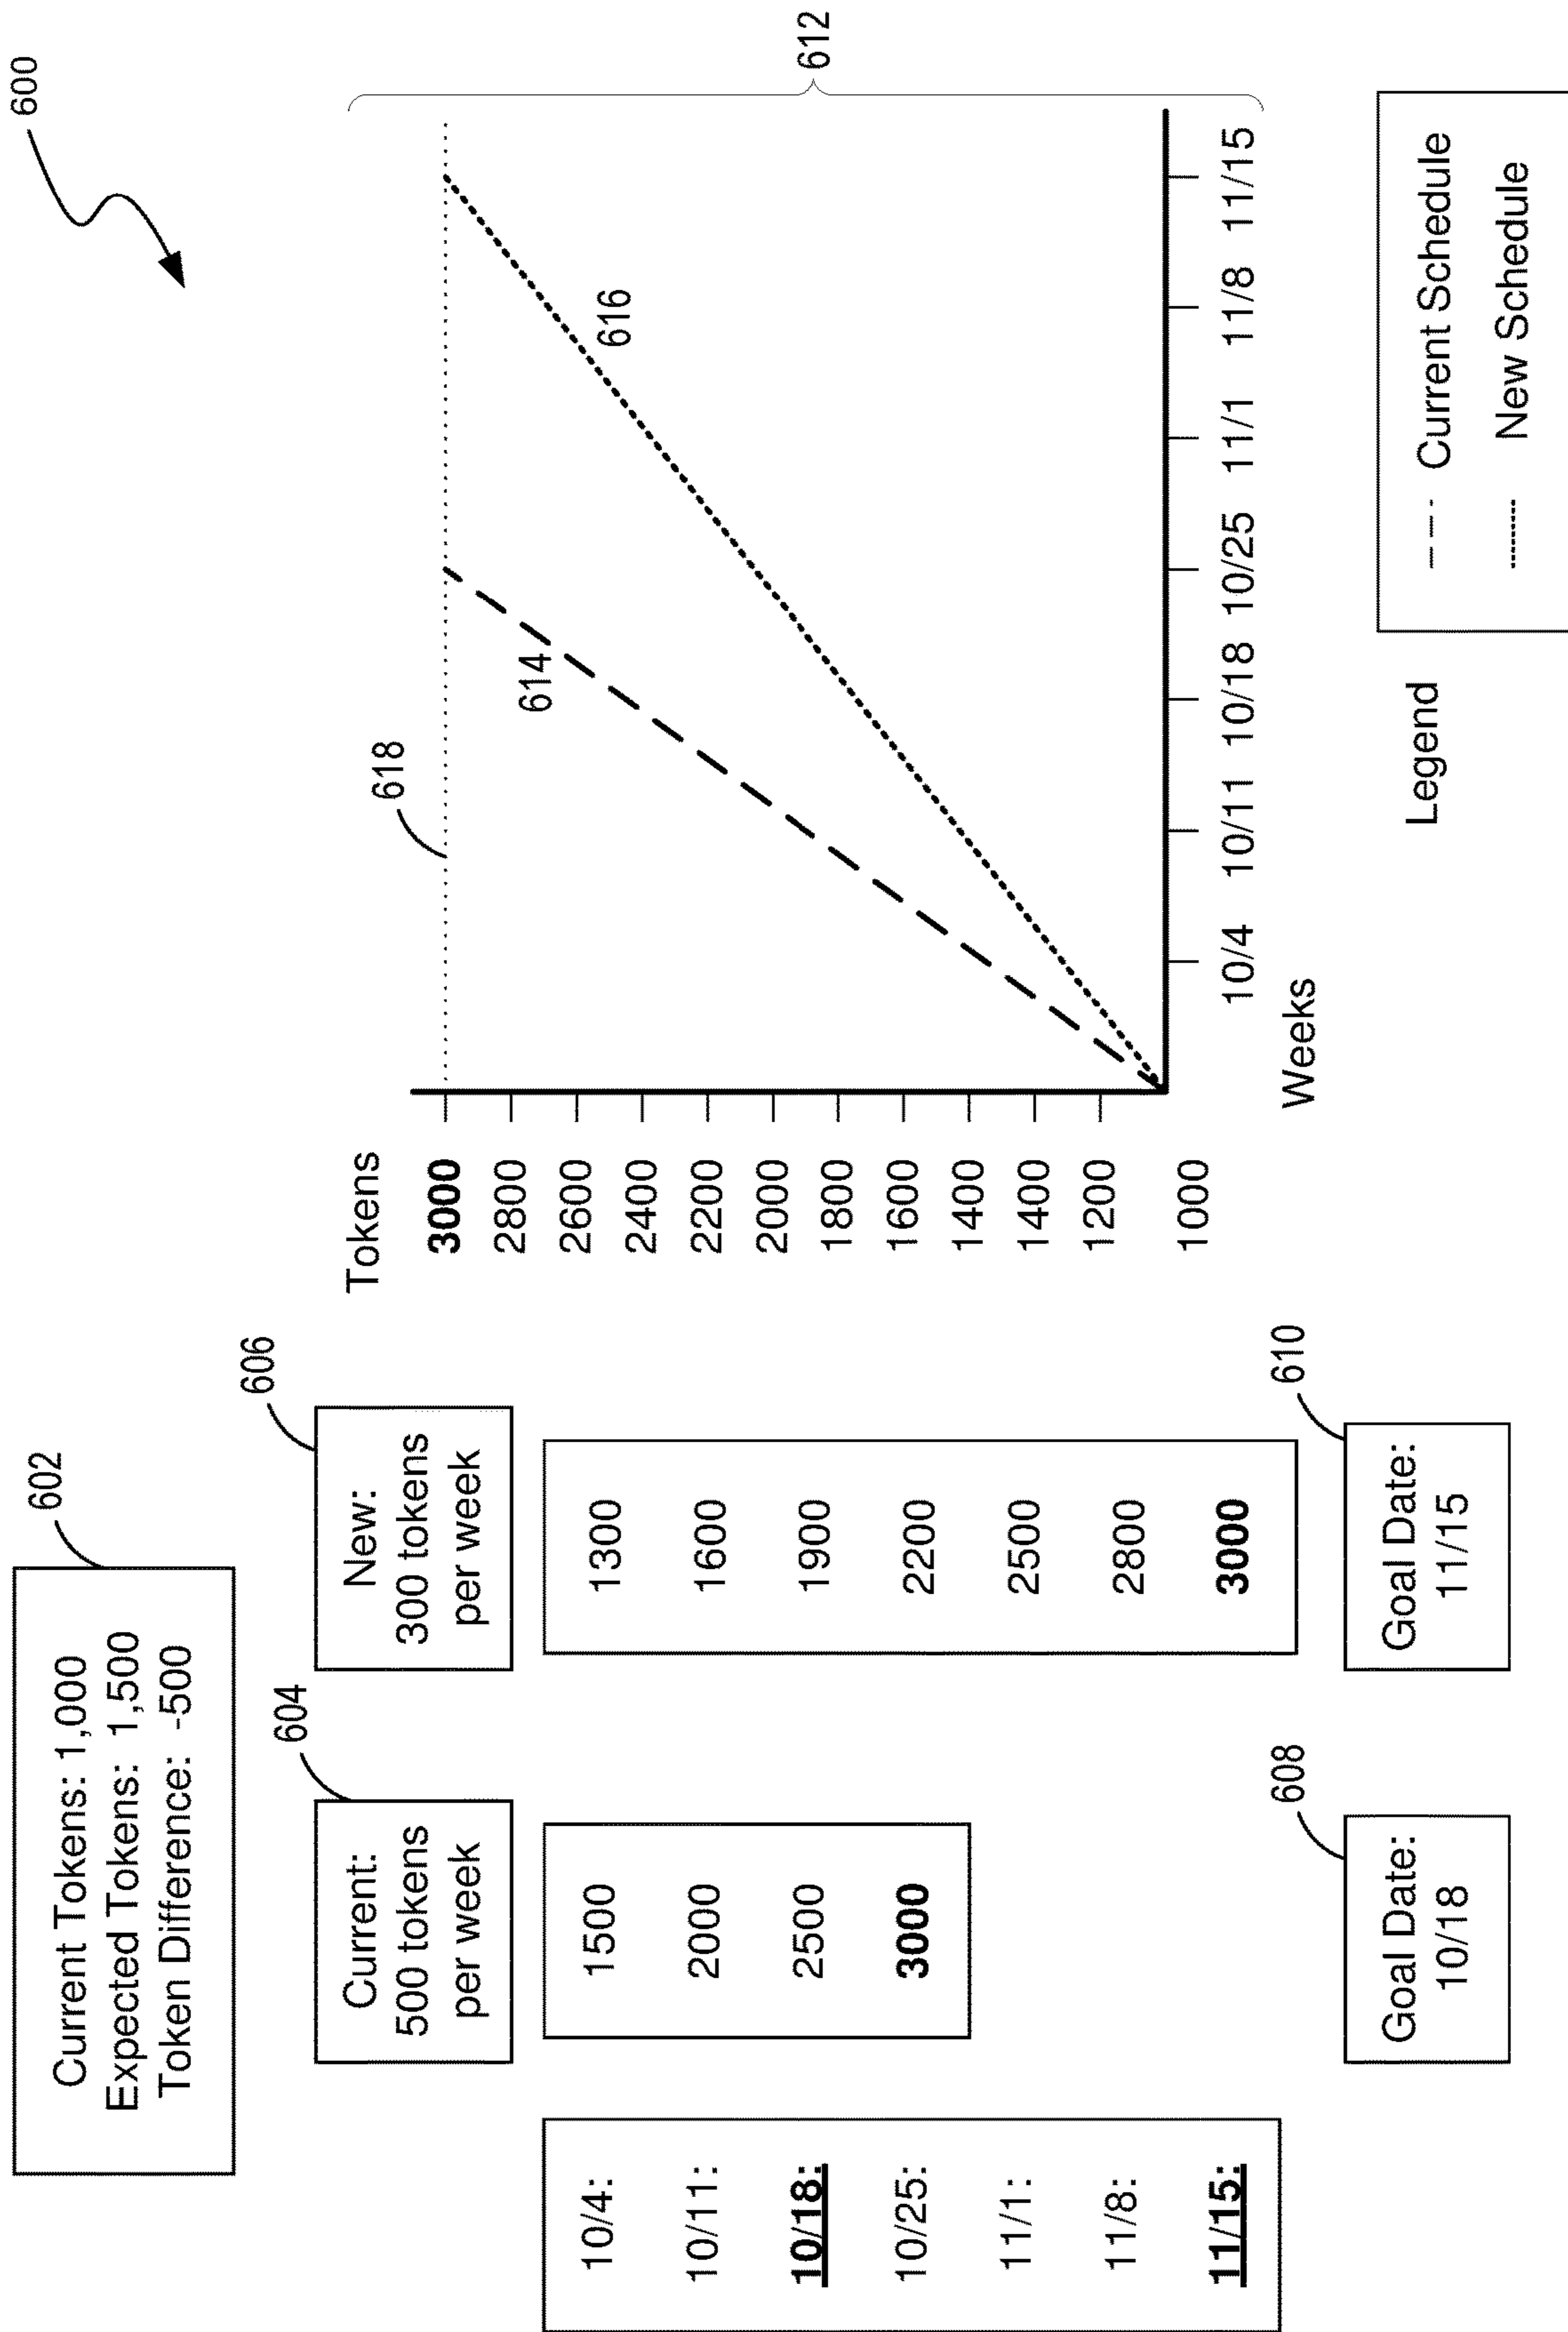 600
602
Current Tokens: 1,000
Expected Tokens: 1,500
Token Difference: -500
604
Current:
500 tokens
per week
606
New:
300 tokens
per week
10/4:
10/11:
10/18:
10/25:
11/1:
11/8:
11/15:
1500
2000
2500
3000
1300
1600
1900
2200
2500
2800
3000
608
Goal Date:
10/18
610
Goal Date:
11/15
Tokens
3000
2800
2600
2400
2200
2000
1800
1600
1400
1200
1000
618
614
616
612
10/4 10/11 10/18 10/25 11/1 11/8 11/15
Weeks
Legend
Current Schedule
New Schedule